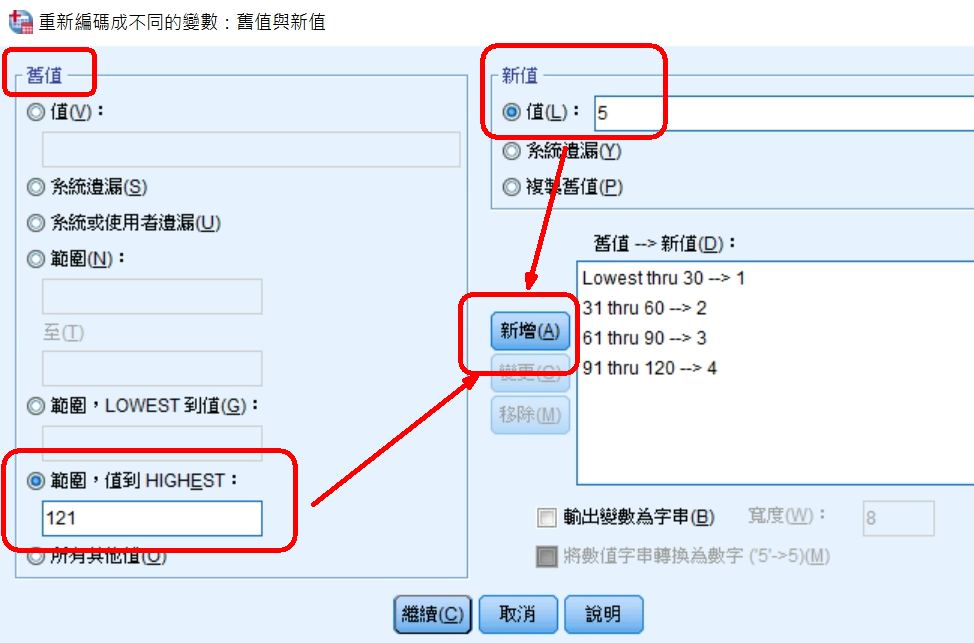 重新編碼成不同的變數：舊值與新值
舊值
值(V)：
系統遺漏(S)
系統或使用者遺漏(U)
範圍(N)：
至(T)
範圍，LOWEST 到值(G)：
範圍，值到 HIGHEST：
121
所有其他值(O)
新值
值(L)： 5
系統遺漏(Y)
複製舊值(P)
舊值 --> 新值(D)：
新增(A)
變更(C)
移除(M)
Lowest thru 30 --> 1
31 thru 60 --> 2
61 thru 90 --> 3
91 thru 120 --> 4
輸出變數為字串(B) 寬度(W)： 8
將數值字串轉換為數字 ('5'->5)(M)
繼續(C) 取消 說明